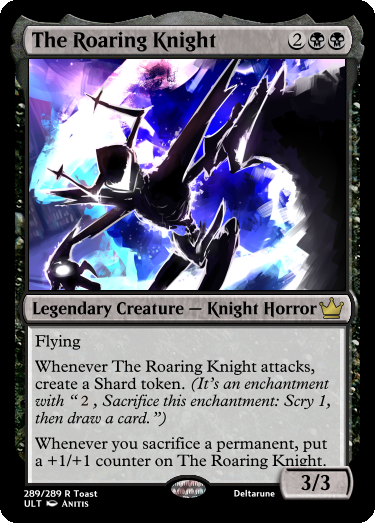 The Roaring Knight 2
Legendary Creature — Knight Horror
Flying
Whenever The Roaring Knight attacks,
create a Shard token. (It's an enchantment
with “2, Sacrifice this enchantment: Scry 1,
then draw a card.”)
Whenever you sacrifice a permanent, put
a +1/+1 counter on The Roaring Knight.
3/3
289/289 R Toast
Deltarune
ULT ANITIS